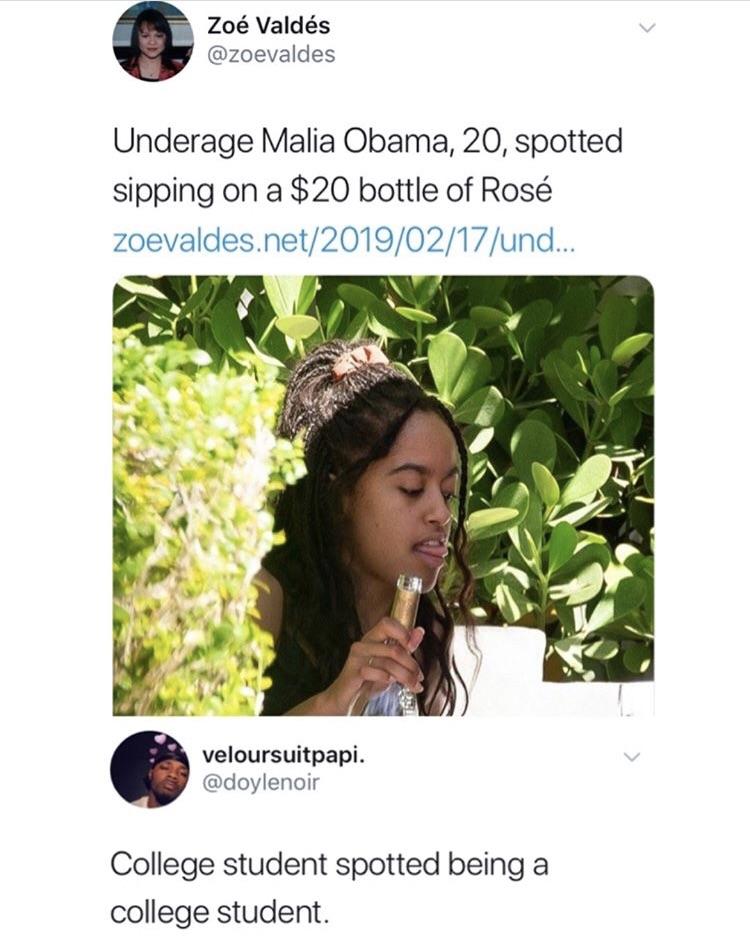 Zoé Valdés
@zoevaldes
Underage Malia Obama, 20, spotted
sipping on a $20 bottle of Rosé
zoevaldes.net/2019/02/17/und...
veloursuitpapi.
@doylenoir
College student spotted being a
college student.